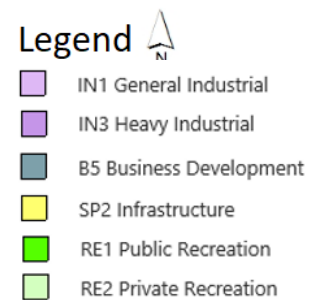 Legend
N
IN1 General Industrial
IN3 Heavy Industrial
B5 Business Development
SP2 Infrastructure
RE1 Public Recreation
RE2 Private Recreation